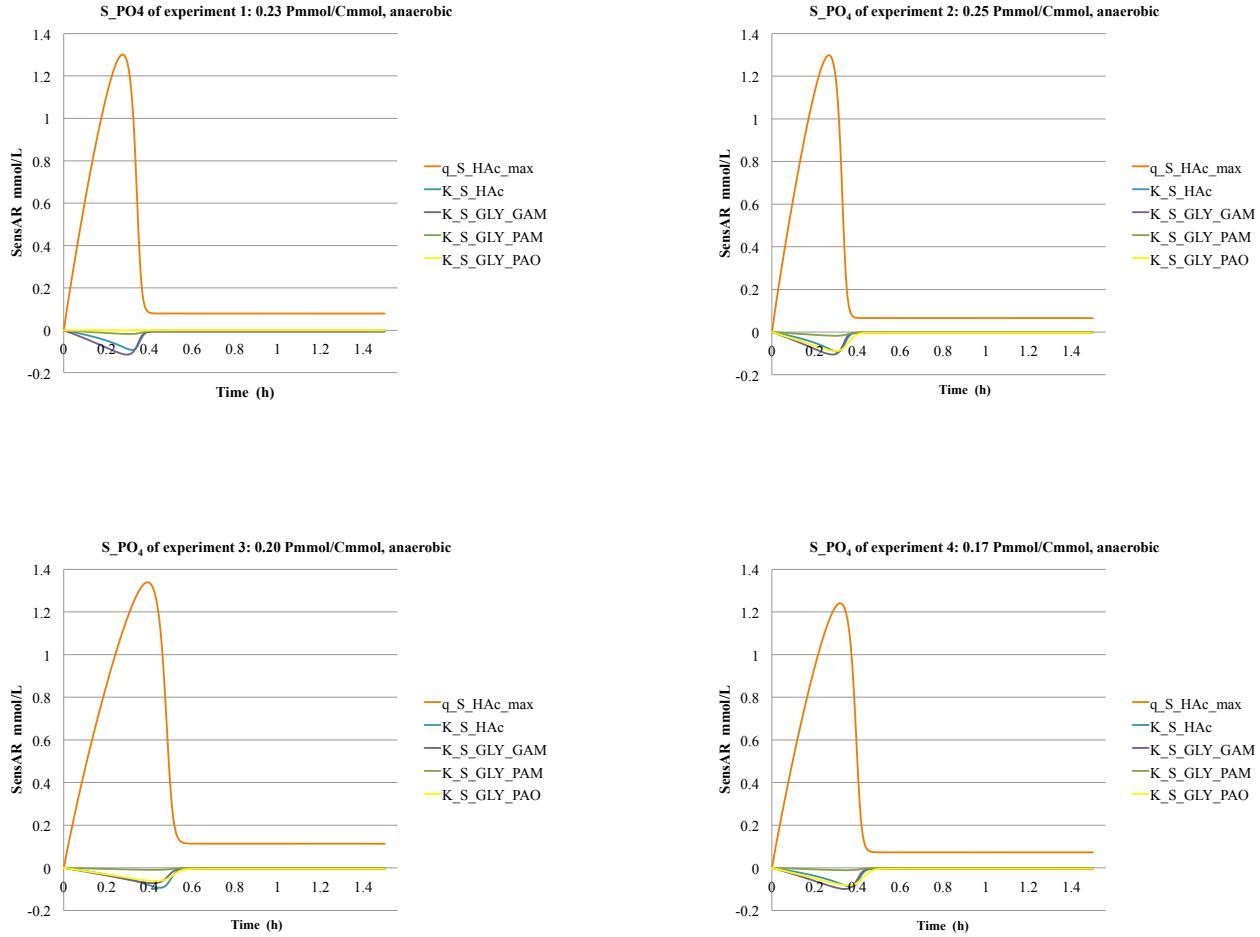 S_PO4 of experiment 1: 0.23 Pmmol/Cmmol, anaerobic
1.4
1.2
1
0.8
0.6
0.4
0.2
0
-0.2
SensAR mmol/L
0 0.2 0.4 0.6 0.8 1 1.2 1.4
Time (h)
q_S_HAc_max
K_S_HAc
K_S_GLY_GAM
K_S_GLY_PAM
K_S_GLY_PAO
S_PO₄ of experiment 2: 0.25 Pmmol/Cmmol, anaerobic
1.4
1.2
1
0.8
0.6
0.4
0.2
0
-0.2
SensAR mmol/L
0 0.2 0.4 0.6 0.8 1 1.2 1.4
Time (h)
q_S_HAc_max
K_S_HAc
K_S_GLY_GAM
K_S_GLY_PAM
K_S_GLY_PAO
S_PO₄ of experiment 3: 0.20 Pmmol/Cmmol, anaerobic
1.4
1.2
1
0.8
0.6
0.4
0.2
0
-0.2
SensAR mmol/L
0 0.2 0.4 0.6 0.8 1 1.2 1.4
Time (h)
q_S_HAc_max
K_S_HAc
K_S_GLY_GAM
K_S_GLY_PAM
K_S_GLY_PAO
S_PO₄ of experiment 4: 0.17 Pmmol/Cmmol, anaerobic
1.4
1.2
1
0.8
0.6
0.4
0.2
0
-0.2
SensAR mmol/L
0 0.2 0.4 0.6 0.8 1 1.2 1.4
Time (h)
q_S_HAc_max
K_S_HAc
K_S_GLY_GAM
K_S_GLY_PAM
K_S_GLY_PAO